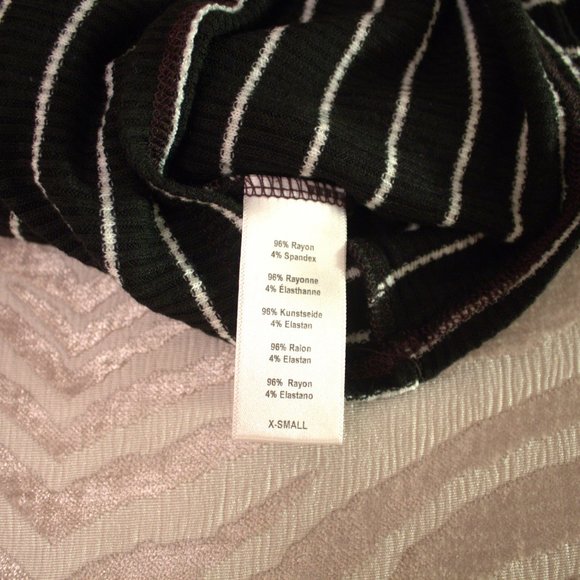 96% Rayon
4% Spandex
96% Rayonne
4% Élasthanne
96% Kunstseide
4% Elastan
96% Raion
4% Elastan
96% Rayon
4% Elastano
X-SMALL